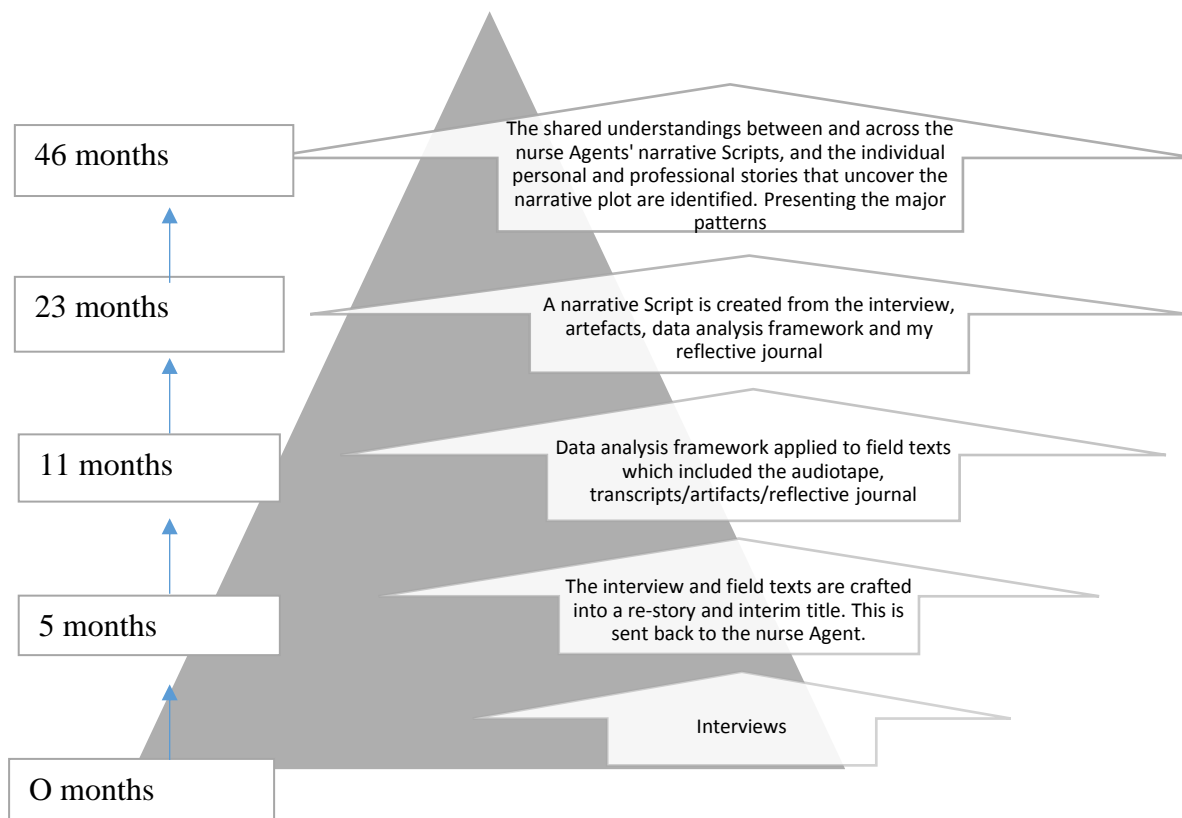 46 months
The shared understandings between and across the
nurse Agents' narrative Scripts, and the individual
personal and professional stories that uncover the
narrative plot are identified. Presenting the major
patterns
23 months
A narrative Script is created from the interview,
artefacts, data analysis framework and my
reflective journal
11 months
Data analysis framework applied to field texts
which included the audiotape,
transcripts/artifacts/reflective journal
5 months
The interview and field texts are crafted
into a re-story and interim title. This is
sent back to the nurse Agent.
Interviews
O months